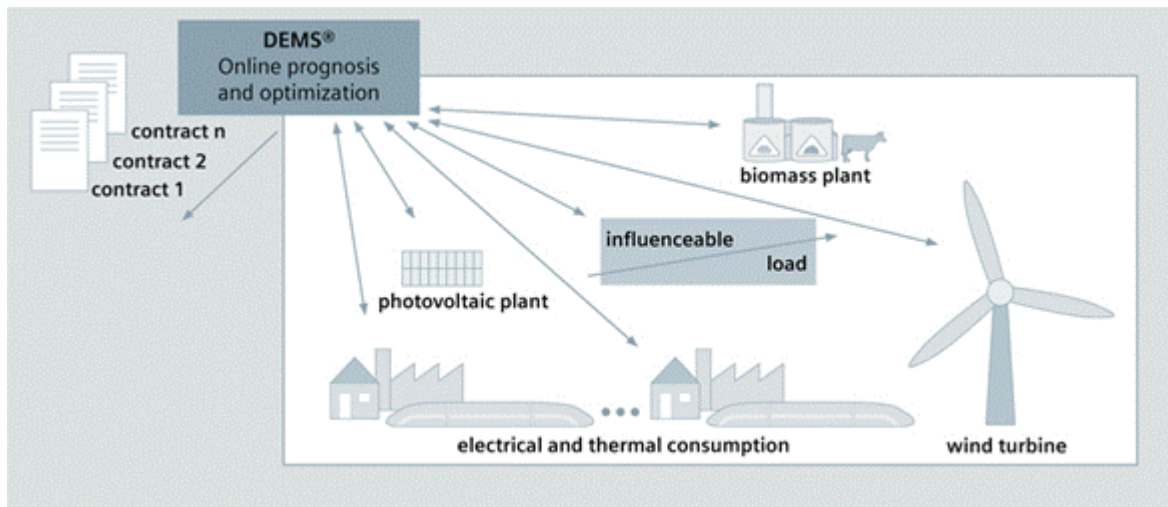 DEMS®
Online prognosis
and optimization
contract n
contract 2
contract 1
biomass plant
influenceable
load
photovoltaic plant
electrical and thermal consumption
wind turbine